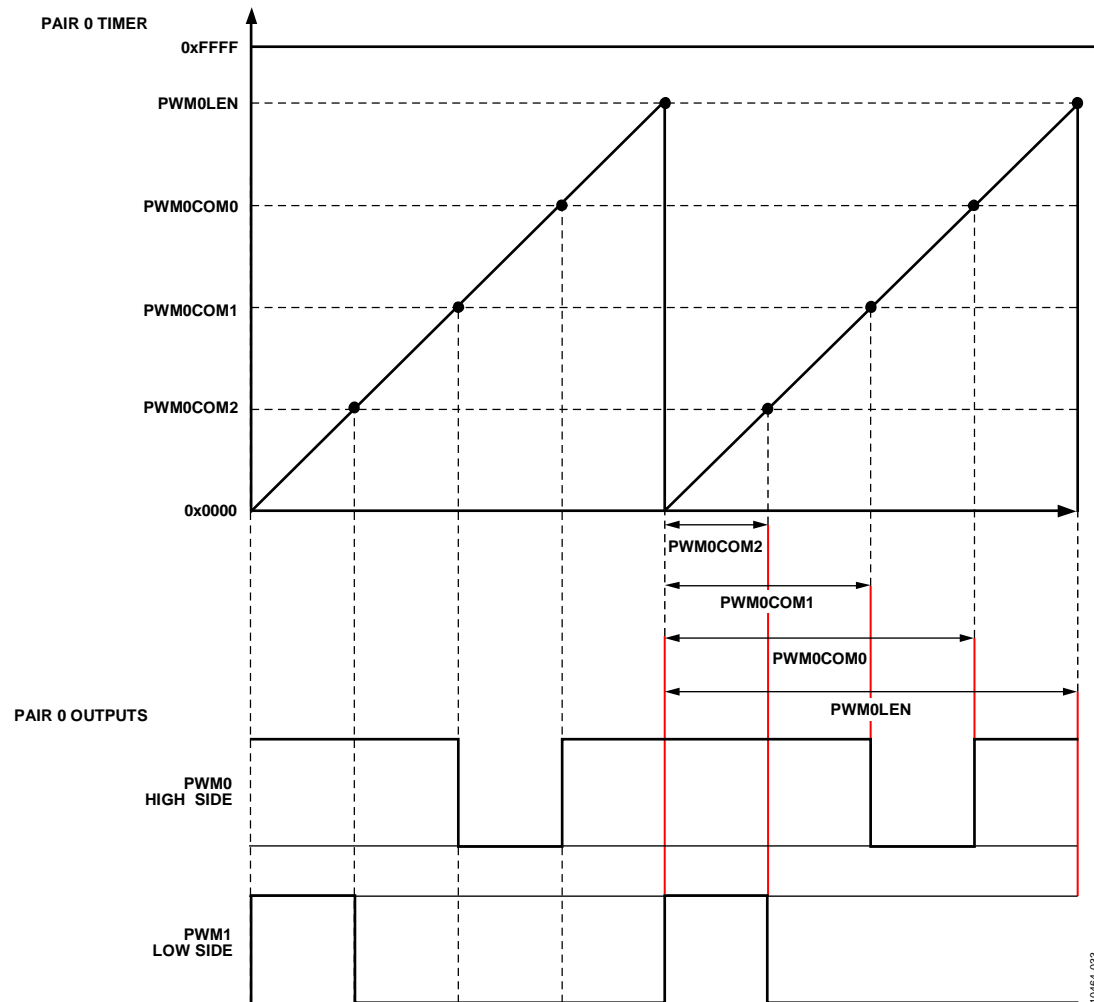 PAIR 0 TIMER
0xFFFF
PWM0LEN
PWM0COM0
PWM0COM1
PWM0COM2
0x0000
PWM0COM2
PWM0COM1
PWM0COM0
PWM0LEN
PAIR 0 OUTPUTS
PWM0
HIGH SIDE
PWM1
LOW SIDE